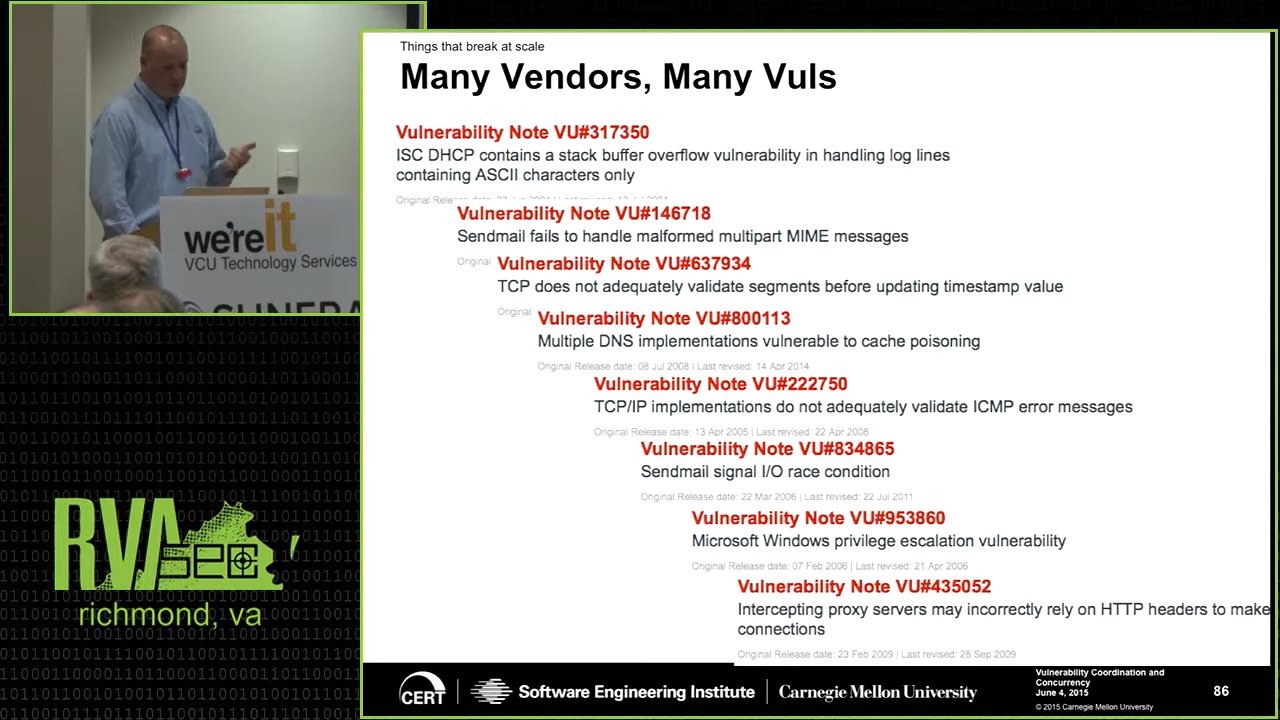 Things that break at scale
Many Vendors, Many Vuls
Vulnerability Note VU#317350
ISC DHCP contains a stack buffer overflow vulnerability in handling log lines
containing ASCII characters only
Vulnerability Note VU#146718
Sendmail fails to handle malformed multipart MIME messages
Original
Vulnerability Note VU#637934
TCP does not adequately validate segments before updating timestamp value
Original
Vulnerability Note VU#800113
Multiple DNS implementations vulnerable to cache poisoning
Original Release date: 08 Jul 2008 | Last revised: 14 Apr 2014
Vulnerability Note VU#222750
TCP/IP implementations do not adequately validate ICMP error messages
Original Release date: 13 Apr 2005 | Last revised: 22 Apr 2008
Vulnerability Note VU#834865
Sendmail signal I/O race condition
Original Release date: 22 Mar 2006 | Last revised: 22 Jul 2011
Vulnerability Note VU#953860
Microsoft Windows privilege escalation vulnerability
Original Release date: 07 Feb 2006 | Last revised: 21 Apr 2006
Vulnerability Note VU#435052
Intercepting proxy servers may incorrectly rely on HTTP headers to make
connections
Original Release date: 23 Feb 2009 | Last revised: 28 Sep 2009
we're it
VCU Technology Services
RVA
SEC
richmond, va
CERT
Software Engineering Institute
Carnegie Mellon University
Vulnerability Coordination and
Concurrency
June 4, 2015
© 2015 Carnegie Mellon University
86